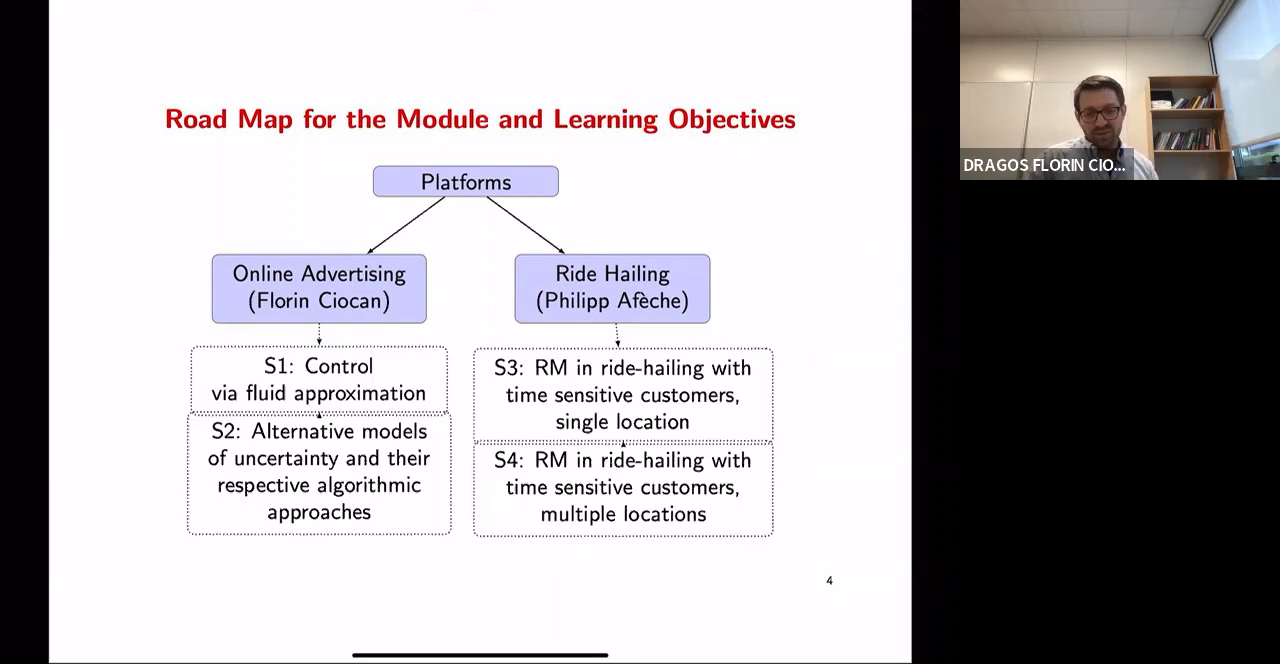 Road Map for the Module and Learning Objectives
Platforms
Online Advertising
(Florin Ciocan)
Ride Hailing
(Philipp Afèche)
S1: Control
via fluid approximation
S2: Alternative models
of uncertainty and their
respective algorithmic
approaches
S3: RM in ride-hailing with
time sensitive customers,
single location
S4: RM in ride-hailing with
time sensitive customers,
multiple locations
4
DRAGOS FLORIN CIO...